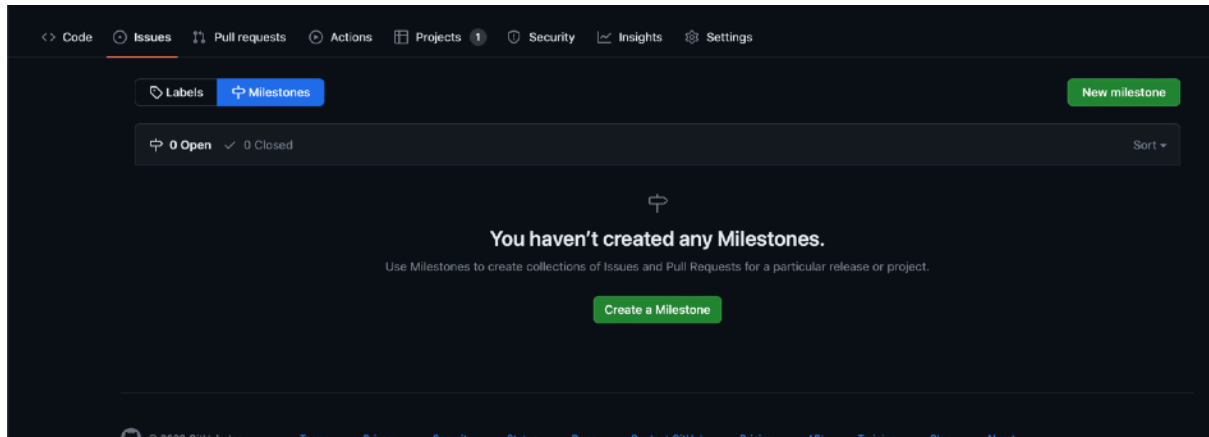 <> Code Issues Pull requests Actions Projects 1 Security Insights Settings
Labels Milestones New milestone
0 Open 0 Closed Sort
You haven't created any Milestones.
Use Milestones to create collections of Issues and Pull Requests for a particular release or project.
Create a Milestone